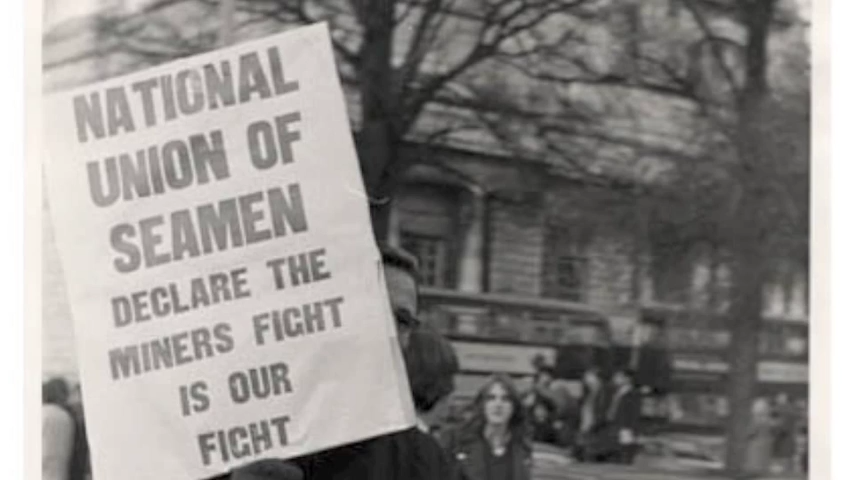 NATIONAL
UNION OF
SEAMEN
DECLARE THE
MINERS FIGHT
IS OUR
FIGHT